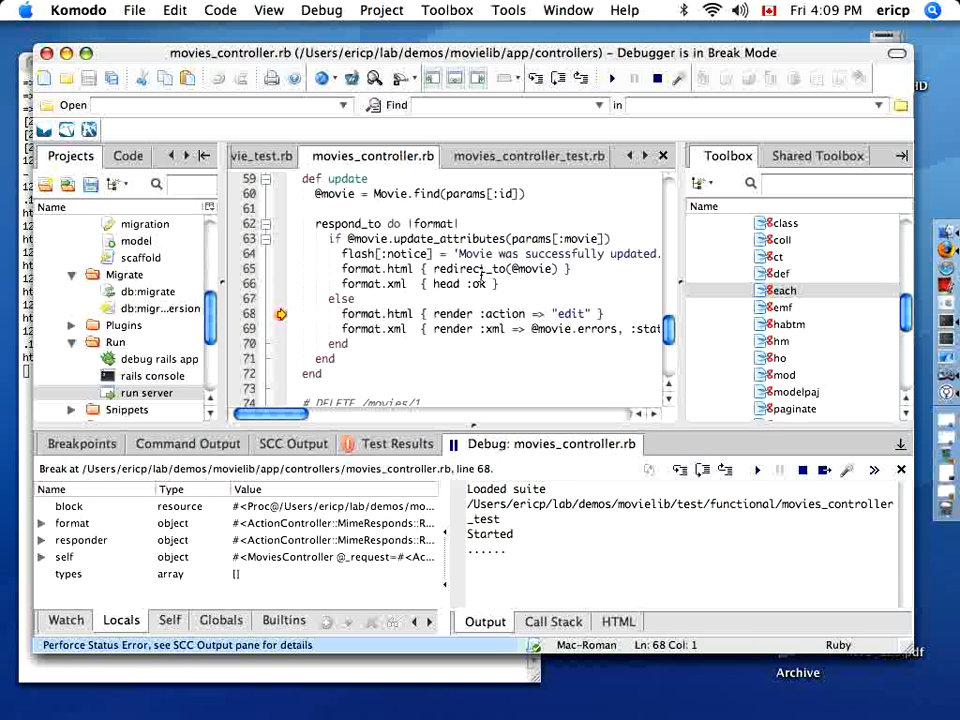 Komodo File Edit Code View Debug Project Toolbox Tools Window Help Fri 4:09 PM ericp
movies_controller.rb (/Users/ericp/lab/demos/movielib/app/controllers) - Debugger is in Break Mode
Open Find in
Projects Code vie_test.rb movies_controller.rb movies_controller_test.rb Toolbox Shared Toolbox
Name
migration
model
scaffold
Migrate
db:migrate
db:migr...ersion
Plugins
Run
debug rails app
rails console
run server
Snippets
59 def update
60 @movie = Movie.find(params[:id])
61
62 respond_to do |format|
63 if @movie.update_attributes(params[:movie])
64 flash[:notice] = 'Movie was successfully updated.
65 format.html { redirect_to(@movie) }
66 format.xml { head :ok }
67 else
68 format.html { render :action => "edit" }
69 format.xml { render :xml => @movie.errors, :stat
70 end
71 end
72 end
73
74 # DELETE /movies/1
Name
class
coll
ct
def
each
emf
habtm
hm
ho
mod
modelpaj
paginate
Breakpoints Command Output SCC Output Test Results Debug: movies_controller.rb
Break at /Users/ericp/lab/demos/movielib/app/controllers/movies_controller.rb, line 68.
Name Type Value
block resource #<Proc@/Users/ericp/lab/demos/mo...
format object #<ActionController::MimeResponds::R...
responder object #<ActionController::MimeResponds::R...
self object #<MoviesController @_request=#<Ac...
types array []
Loaded suite
/Users/ericp/lab/demos/movielib/test/functional/movies_controller
_test
Started
......
Watch Locals Self Globals Builtins
Output Call Stack HTML
Perforce Status Error, see SCC Output pane for details Mac-Roman Ln: 68 Col: 1 Ruby
Archive